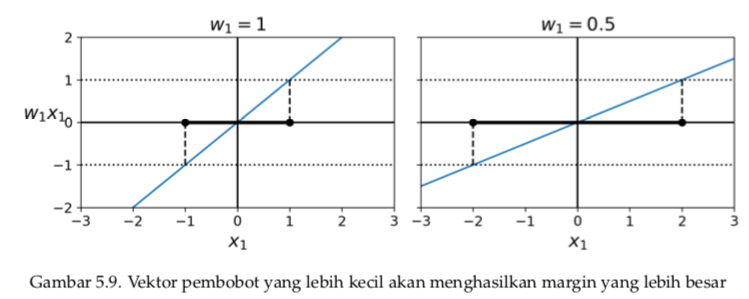 w₁ = 1
w₁ = 0.5
2
1
w₁x₁
0
−1
−2
−3 −2 −1 0 1 2 3
−3 −2 −1 0 1 2 3
x₁
x₁
Gambar 5.9. Vektor pembobot yang lebih kecil akan menghasilkan margin yang lebih besar